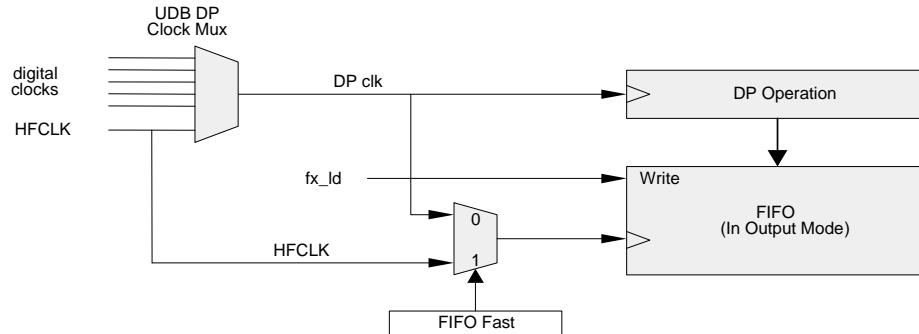 UDB DP
Clock Mux
digital
clocks
HFCLK
DP clk
DP Operation
fx_ld
Write
FIFO
(In Output Mode)
0
1
HFCLK
FIFO Fast